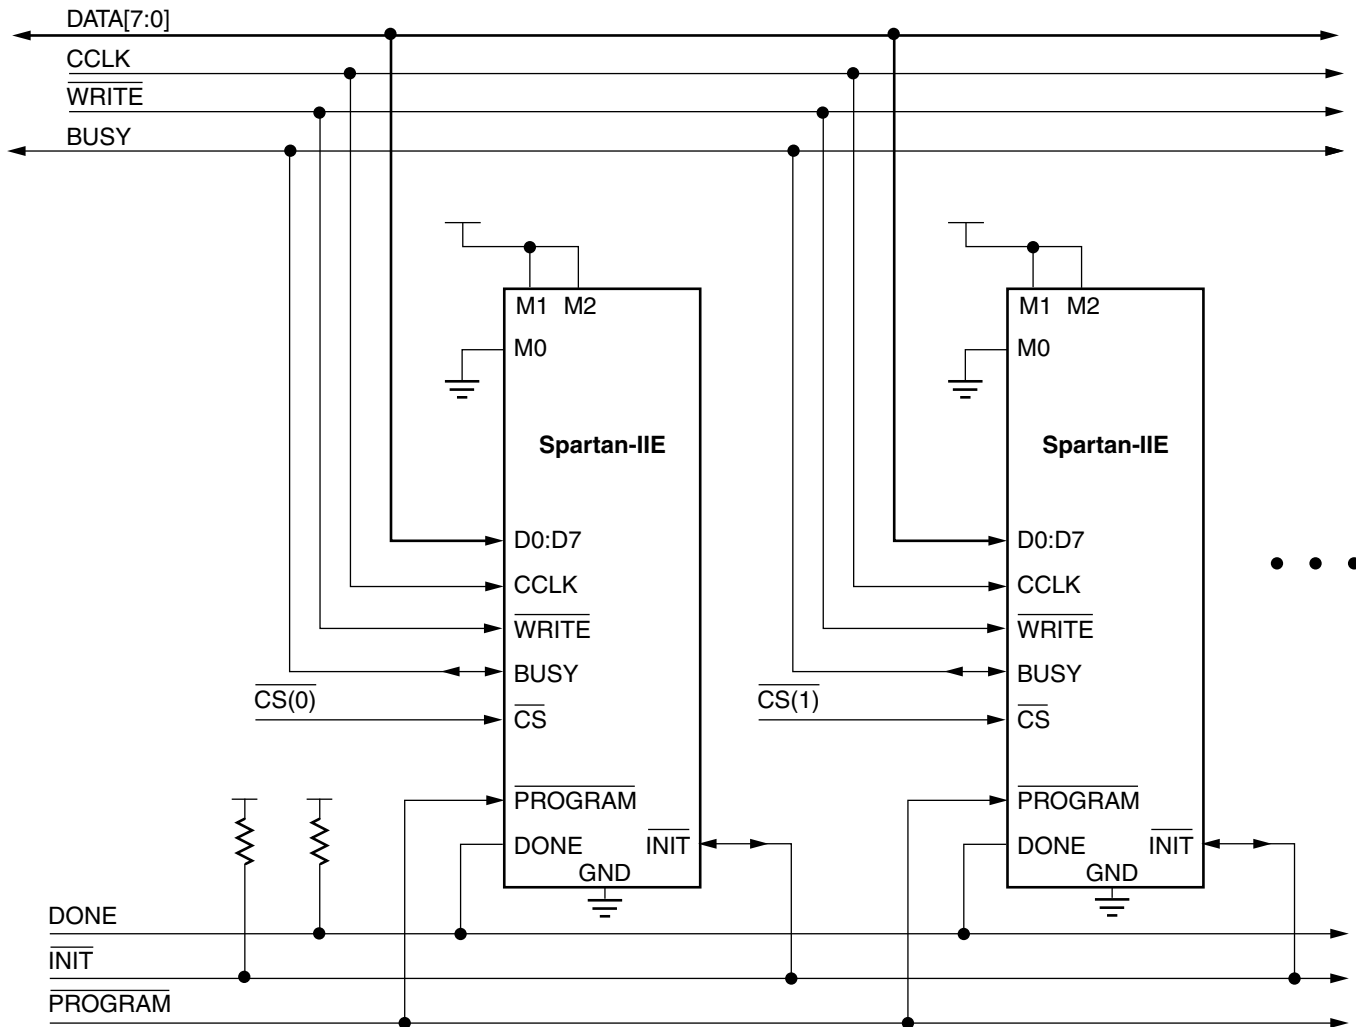 DATA[7:0]
CCLK
WRITE
BUSY
M1 M2
M0
Spartan-IIE
D0:D7
CCLK
WRITE
BUSY
CS(0)
CS
PROGRAM
DONE INIT
GND
M1 M2
M0
Spartan-IIE
D0:D7
CCLK
WRITE
BUSY
CS(1)
CS
PROGRAM
DONE INIT
GND
DONE
INIT
PROGRAM